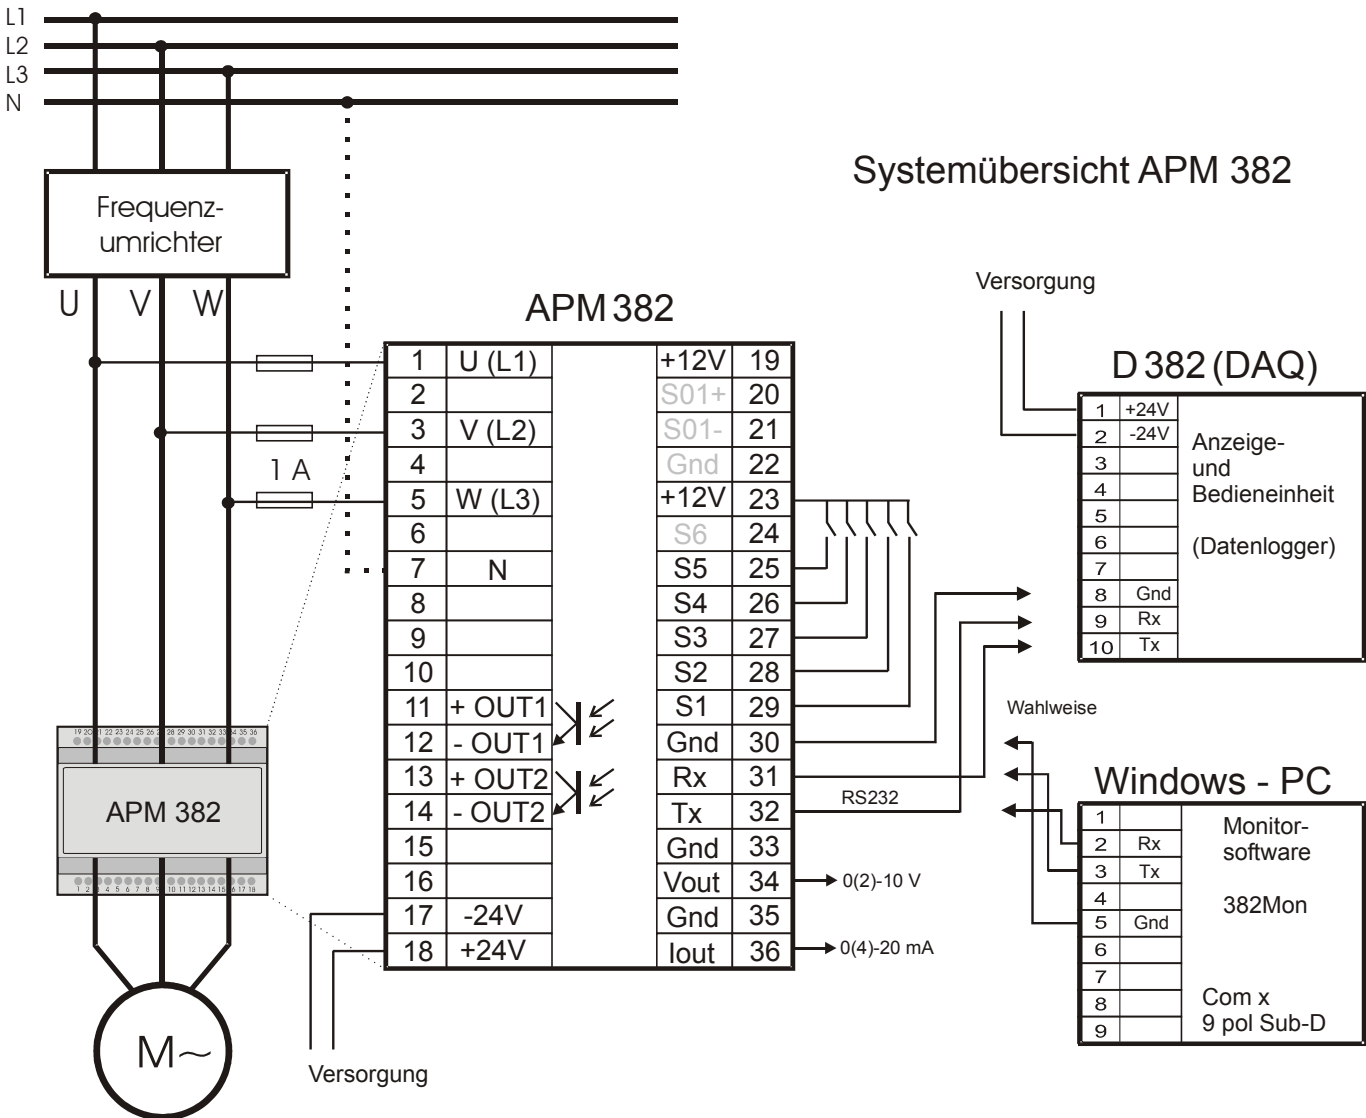 L1
L2
L3
N
Systemübersicht APM 382
Frequenz-
umrichter
U V W
1 A
APM 382
1 U (L1) +12V 19
2 S01+ 20
3 V (L2) S01- 21
4 Gnd 22
5 W (L3) +12V 23
6 S6 24
7 N S5 25
8 S4 26
9 S3 27
10 S2 28
11 + OUT1 S1 29
12 - OUT1 Gnd 30
13 + OUT2 Rx 31
14 - OUT2 Tx 32
15 Gnd 33
16 Vout 34
17 -24V Gnd 35
18 +24V Iout 36
RS232
0(2)-10 V
0(4)-20 mA
Versorgung
Versorgung
D 382 (DAQ)
1 +24V
2 -24V
3
4
5
6
7
8 Gnd
9 Rx
10 Tx
Anzeige-
und
Bedieneinheit
(Datenlogger)
Wahlweise
Windows - PC
1
2 Rx
3 Tx
4
5 Gnd
6
7
8
9
Monitor-
software
382Mon
Com x
9 pol Sub-D
APM 382
M~